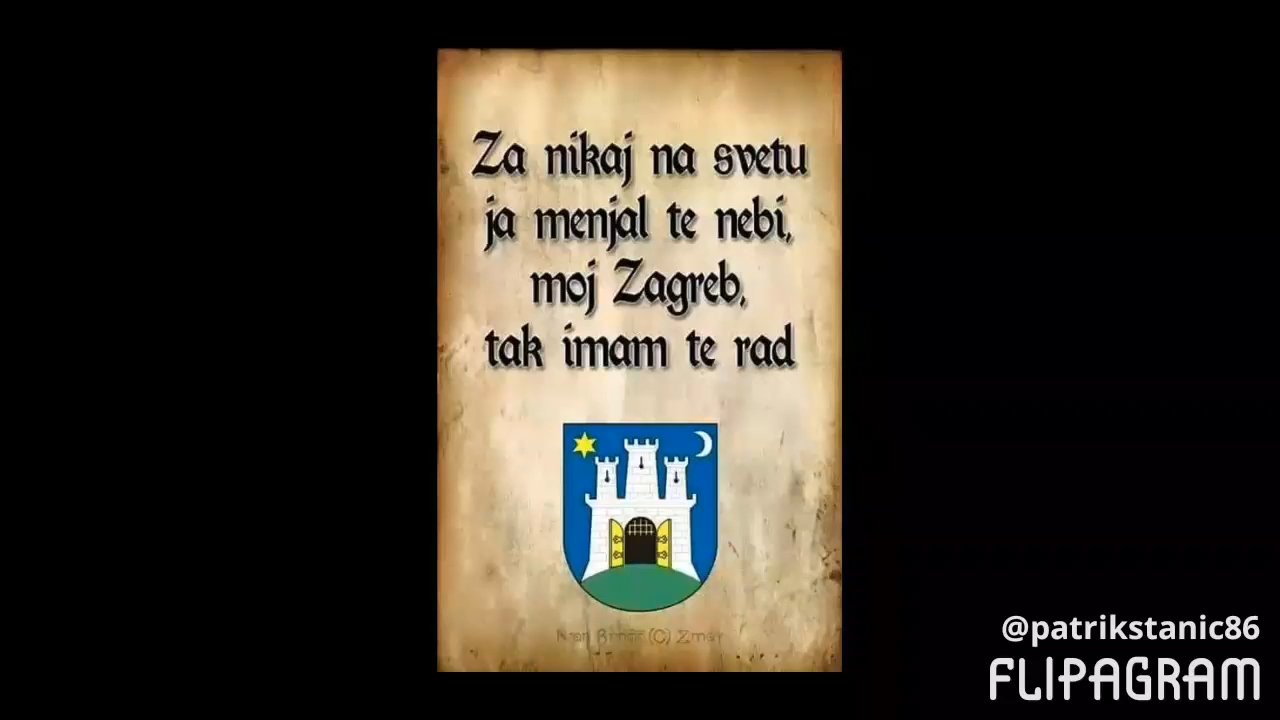 Za nikaj na svetu
ja menjal te nebi,
moj Zagreb,
tak imam te rad
(C)
@patrikstanic86
FLIPAGRAM